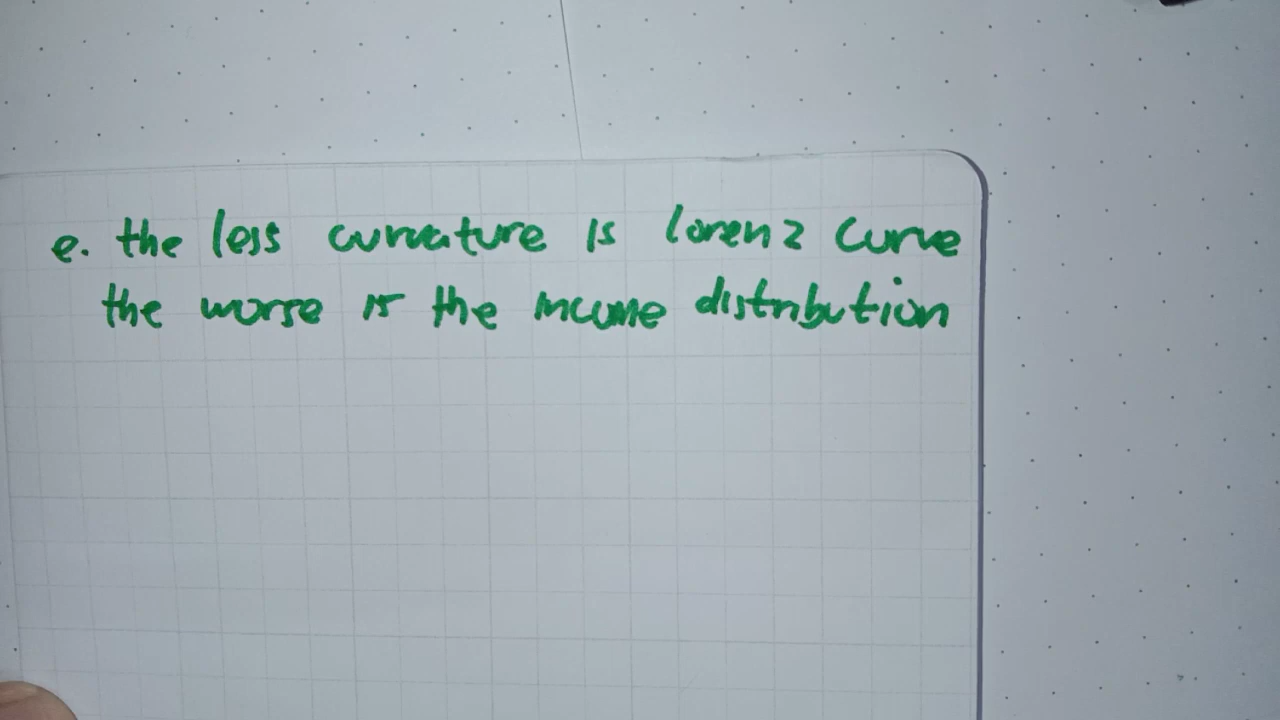 e. the less curvature is lorenz curve
the worse is the income distribution